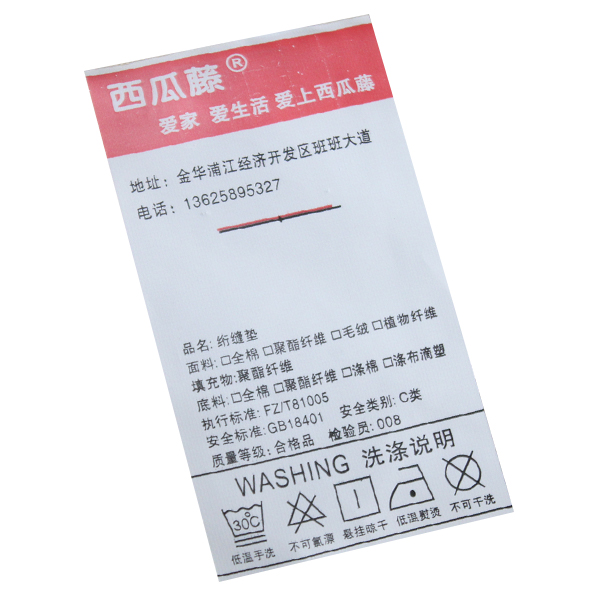 西瓜藤®
爱家 爱生活 爱上西瓜藤
地址：金华浦江经济开发区班班大道
电话：13625895327
品名：绗缝垫
面料：□全棉 □聚酯纤维 □毛绒 □植物纤维
填充物：聚酯纤维
底料：□全棉 □聚酯纤维 □涤棉 □涤布滴塑
执行标准：FZ/T81005
安全标准：GB18401 安全类别：C类
质量等级：合格品 检验员：008
WASHING 洗涤说明
30℃
低温手洗 不可氯漂 悬挂晾干 低温熨烫 不可干洗